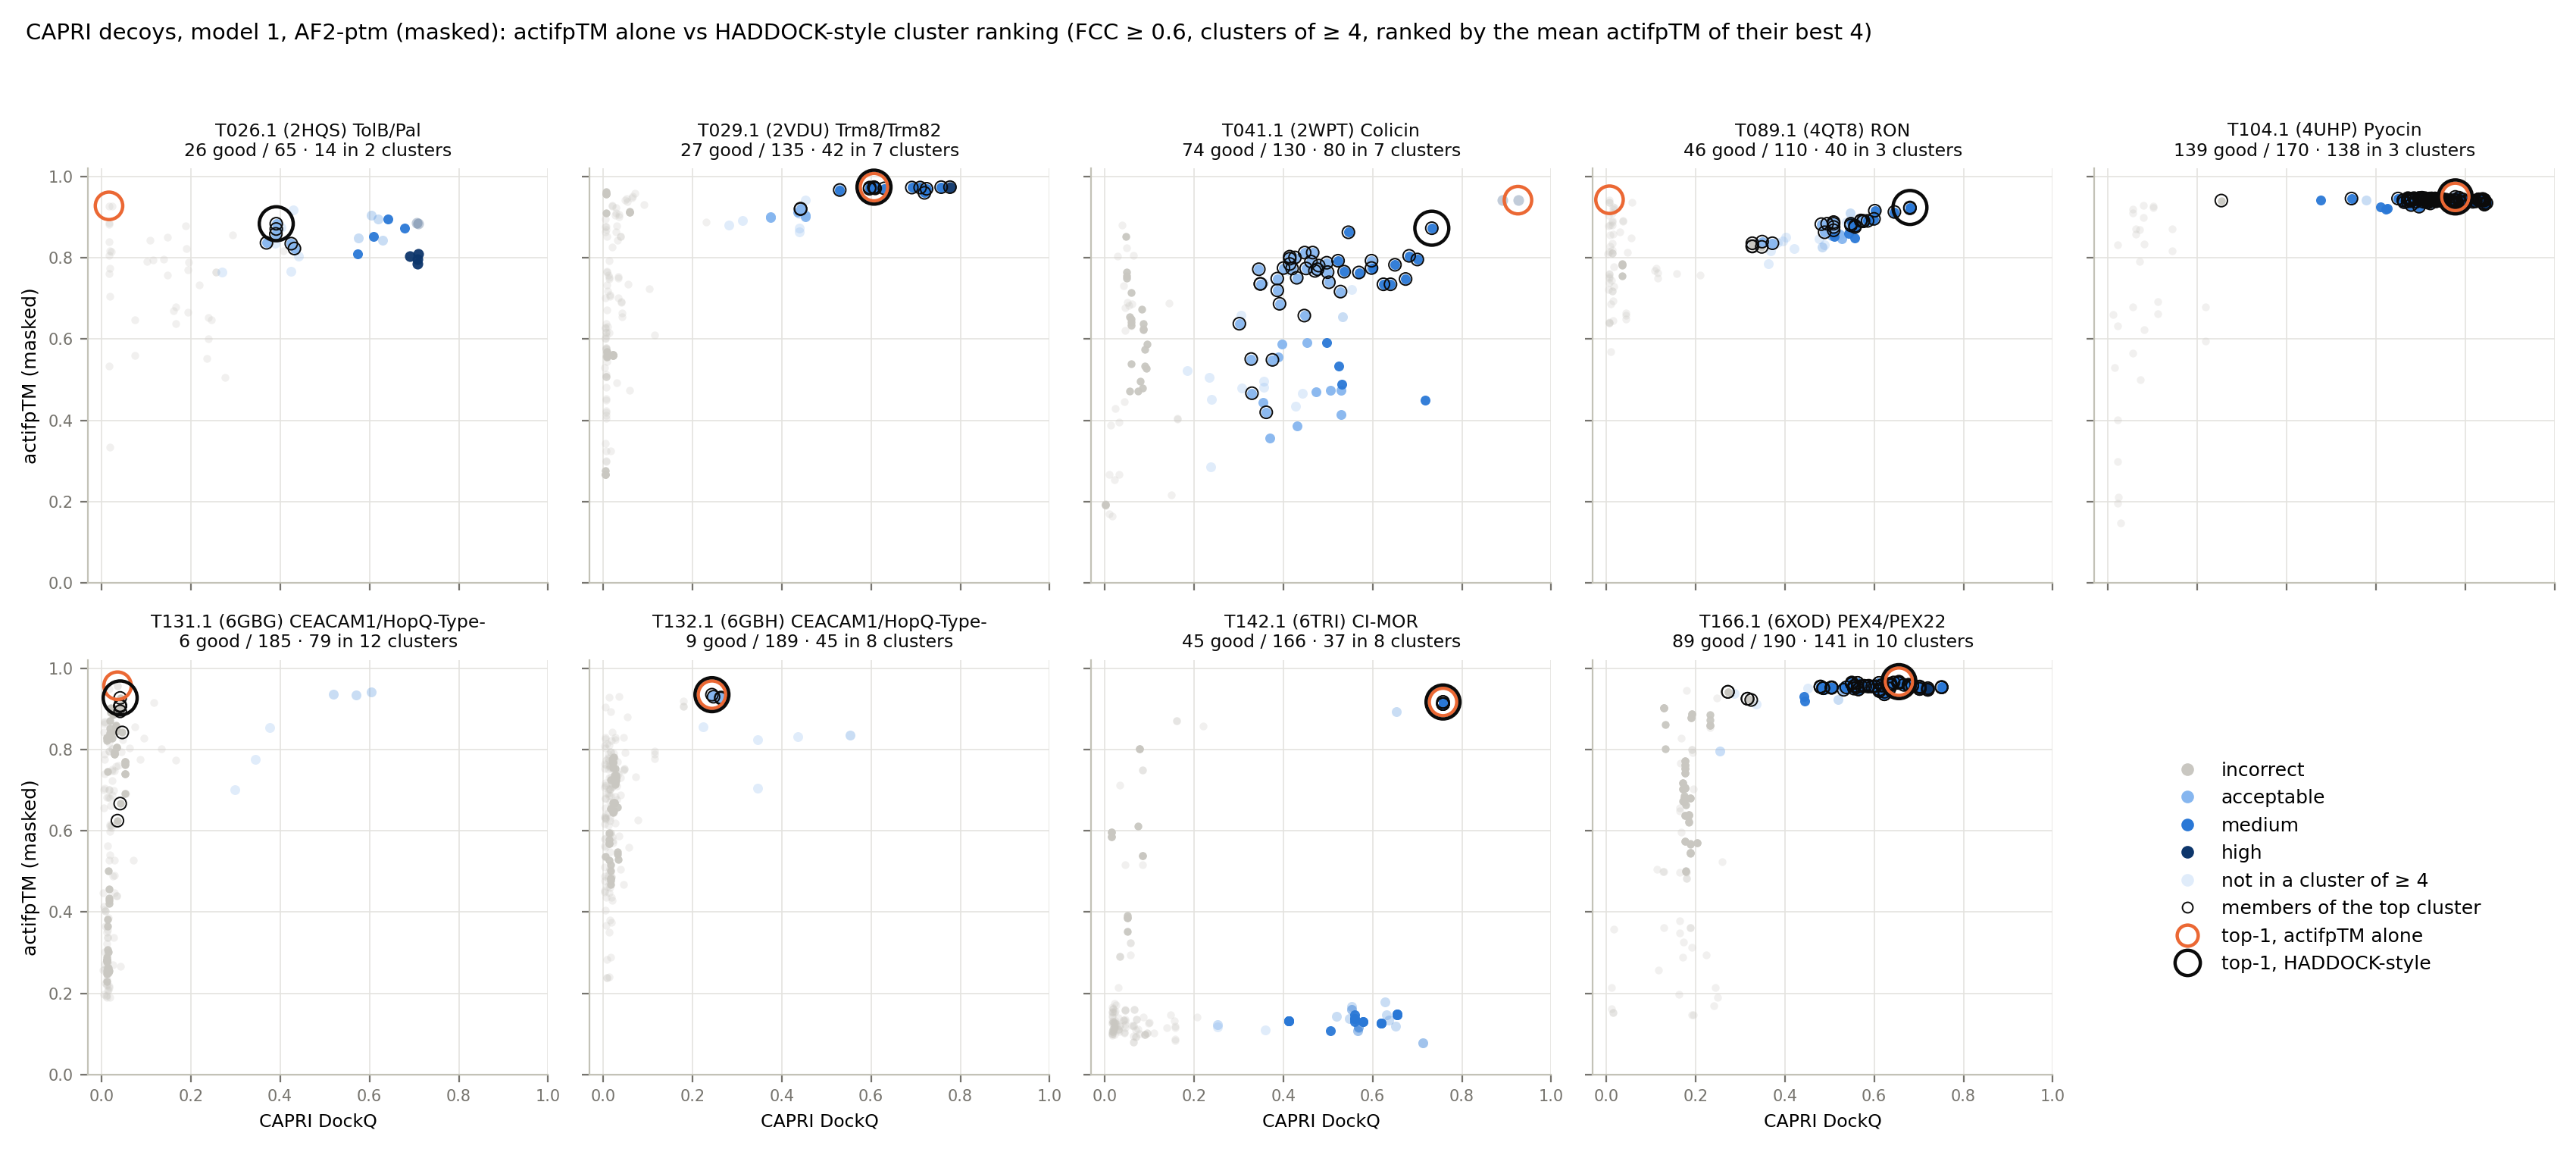 CAPRI decoys, model 1, AF2-ptm (masked): actifpTM alone vs HADDOCK-style cluster ranking (FCC ≥ 0.6, clusters of ≥ 4, ranked by the mean actifpTM of their best 4)
T026.1 (2HQS) TolB/Pal
26 good / 65 · 14 in 2 clusters
T029.1 (2VDU) Trm8/Trm82
27 good / 135 · 42 in 7 clusters
T041.1 (2WPT) Colicin
74 good / 130 · 80 in 7 clusters
T089.1 (4QT8) RON
46 good / 110 · 40 in 3 clusters
T104.1 (4UHP) Pyocin
139 good / 170 · 138 in 3 clusters
actifpTM (masked)
1.0
0.8
0.6
0.4
0.2
0.0
T131.1 (6GBG) CEACAM1/HopQ-Type-
6 good / 185 · 79 in 12 clusters
T132.1 (6GBH) CEACAM1/HopQ-Type-
9 good / 189 · 45 in 8 clusters
T142.1 (6TRI) CI-MOR
45 good / 166 · 37 in 8 clusters
T166.1 (6XOD) PEX4/PEX22
89 good / 190 · 141 in 10 clusters
actifpTM (masked)
1.0
0.8
0.6
0.4
0.2
0.0
0.0 0.2 0.4 0.6 0.8 1.0
0.0 0.2 0.4 0.6 0.8 1.0
0.0 0.2 0.4 0.6 0.8 1.0
0.0 0.2 0.4 0.6 0.8 1.0
CAPRI DockQ
CAPRI DockQ
CAPRI DockQ
CAPRI DockQ
incorrect
acceptable
medium
high
not in a cluster of ≥ 4
members of the top cluster
top-1, actifpTM alone
top-1, HADDOCK-style